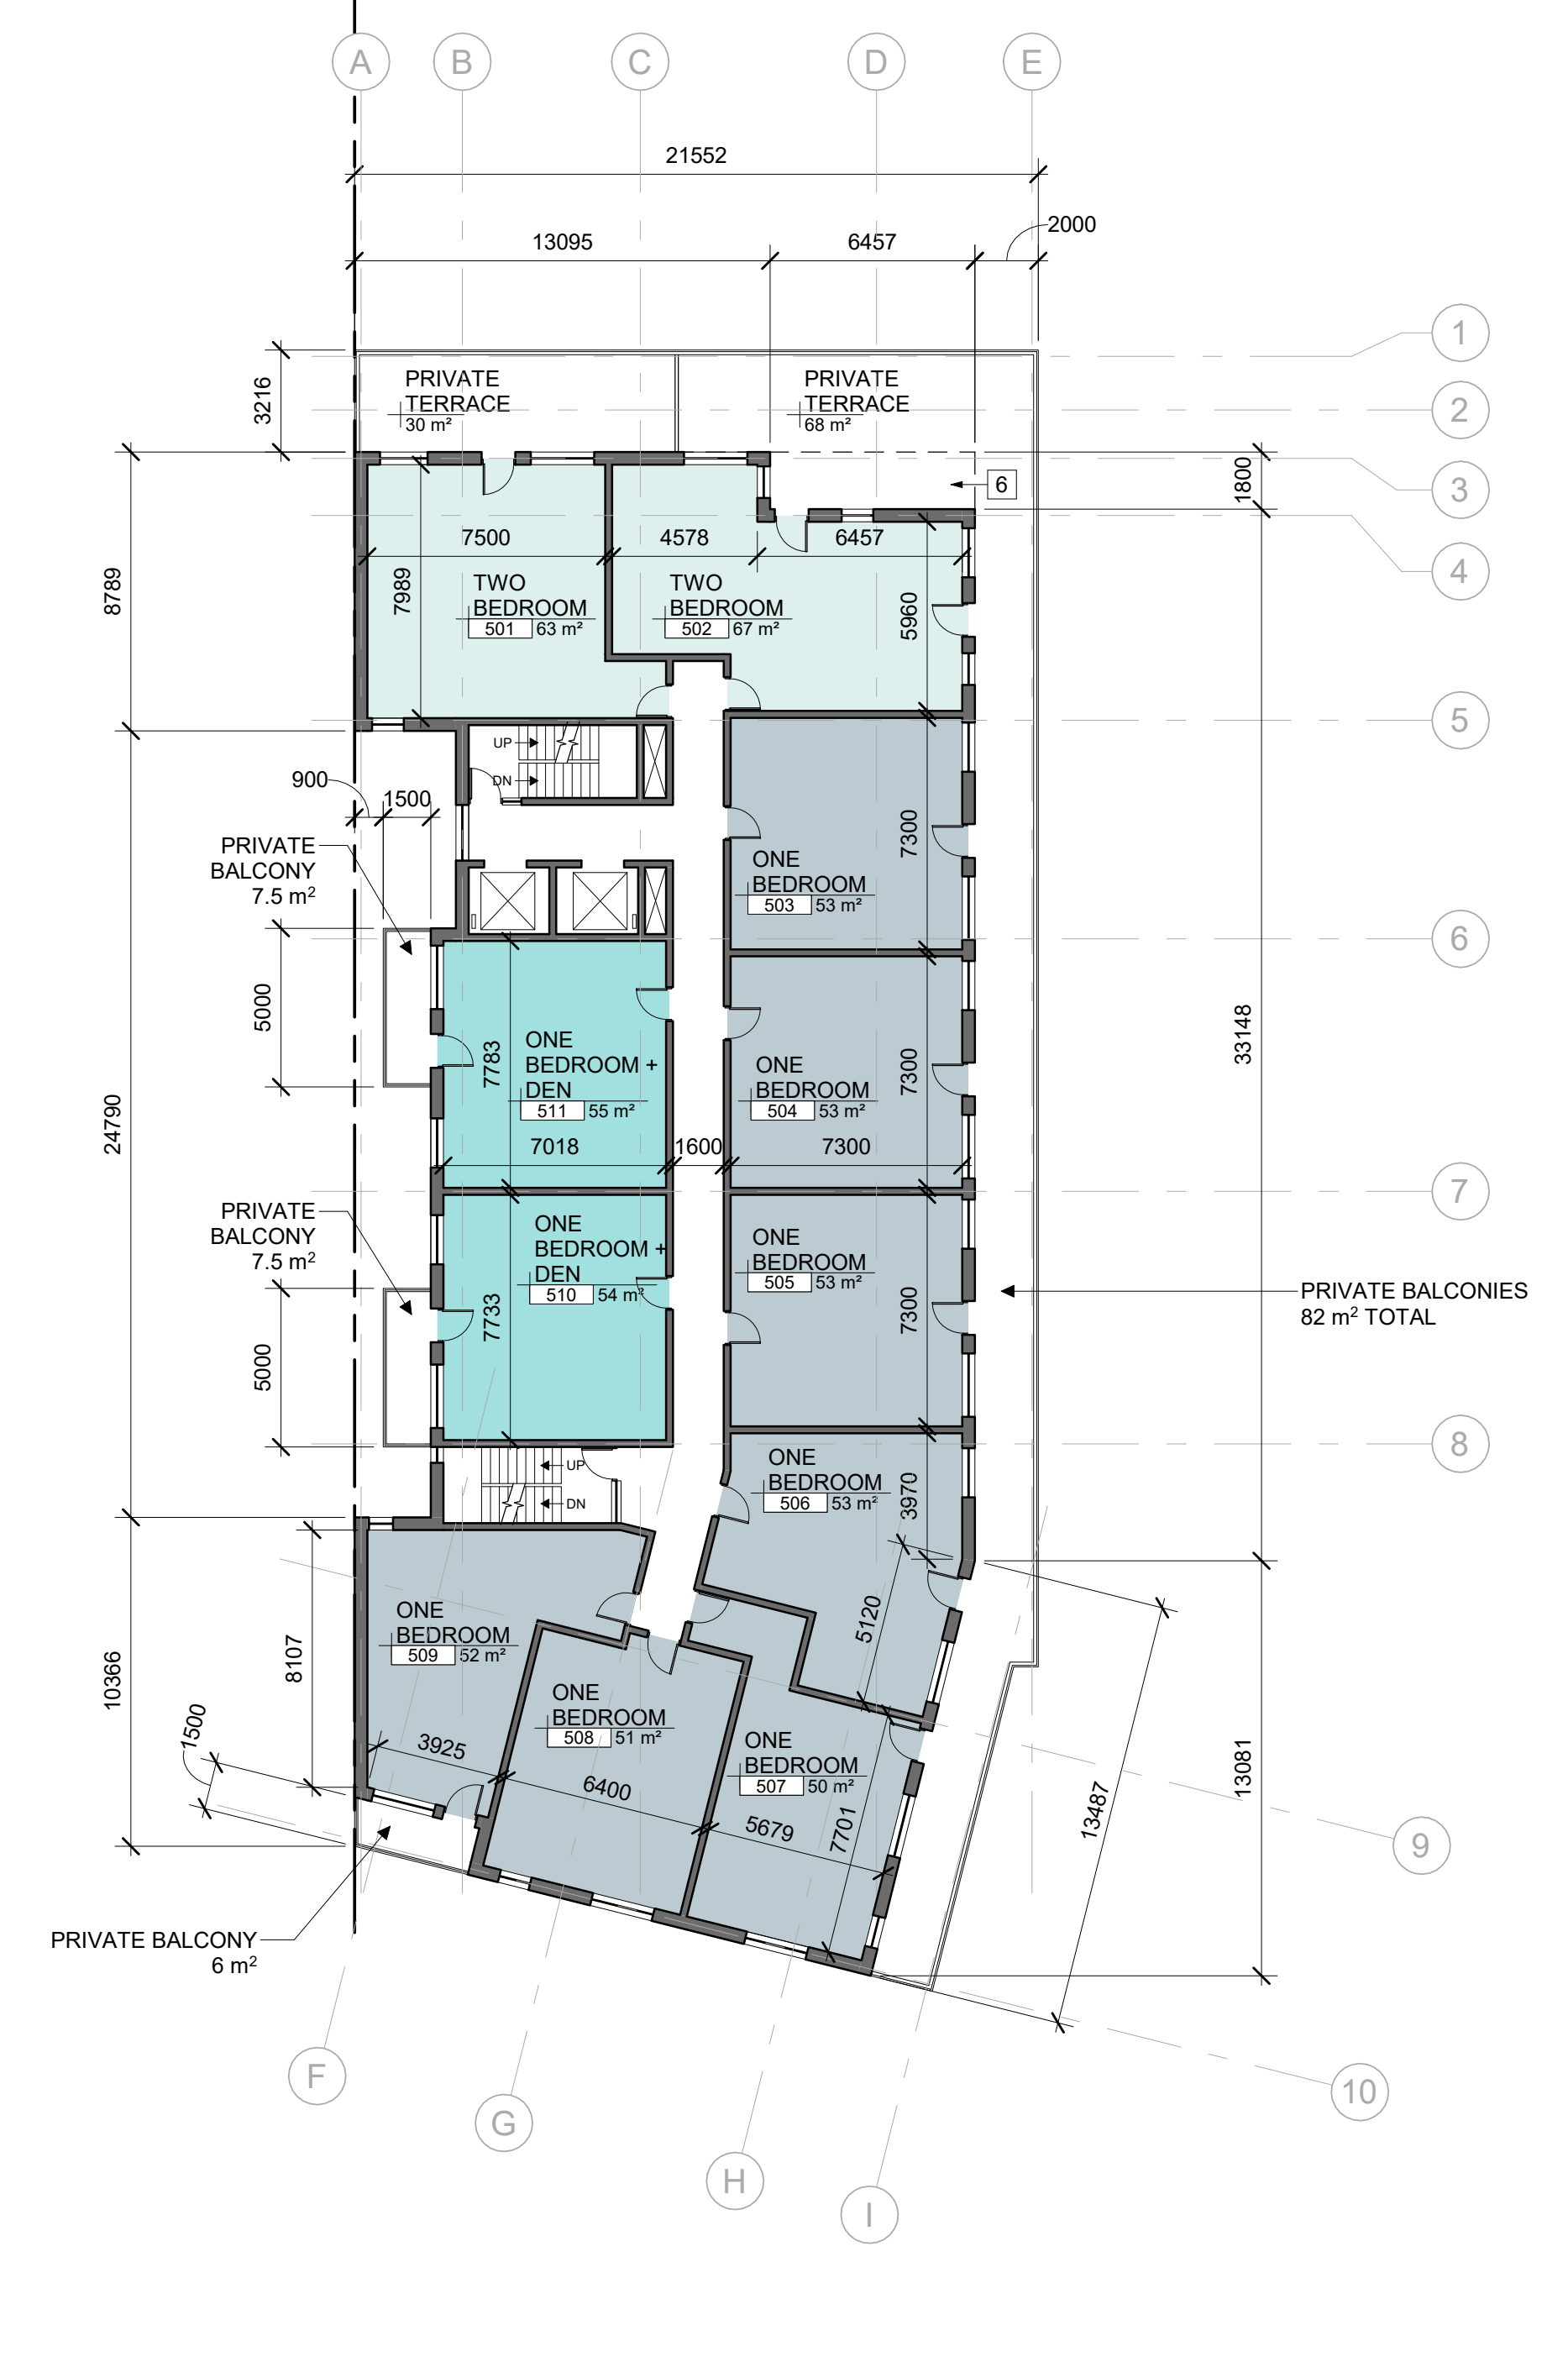 A
B
C
D
E
21552
2000
13095
6457
1
2
3
4
5
6
7
8
9
10
3216
PRIVATE
TERRACE
30 m²
PRIVATE
TERRACE
68 m²
6
1800
8789
7500
4578
6457
7989
TWO
BEDROOM
501 63 m²
TWO
BEDROOM
502 67 m²
5960
UP
DN
900
1500
PRIVATE
BALCONY
7.5 m²
7300
ONE
BEDROOM
503 53 m²
5000
7783
ONE
BEDROOM +
DEN
511 55 m²
ONE
BEDROOM
504 53 m²
7300
33148
24790
7018
1600
7300
PRIVATE
BALCONY
7.5 m²
ONE
BEDROOM +
DEN
510 54 m²
7733
5000
ONE
BEDROOM
505 53 m²
7300
PRIVATE BALCONIES
82 m² TOTAL
UP
DN
ONE
BEDROOM
506 53 m²
3970
5120
ONE
BEDROOM
509 52 m²
8107
10366
1500
3925
ONE
BEDROOM
508 51 m²
6400
ONE
BEDROOM
507 50 m²
5679
7701
13487
13081
PRIVATE BALCONY
6 m²
F
G
H
I